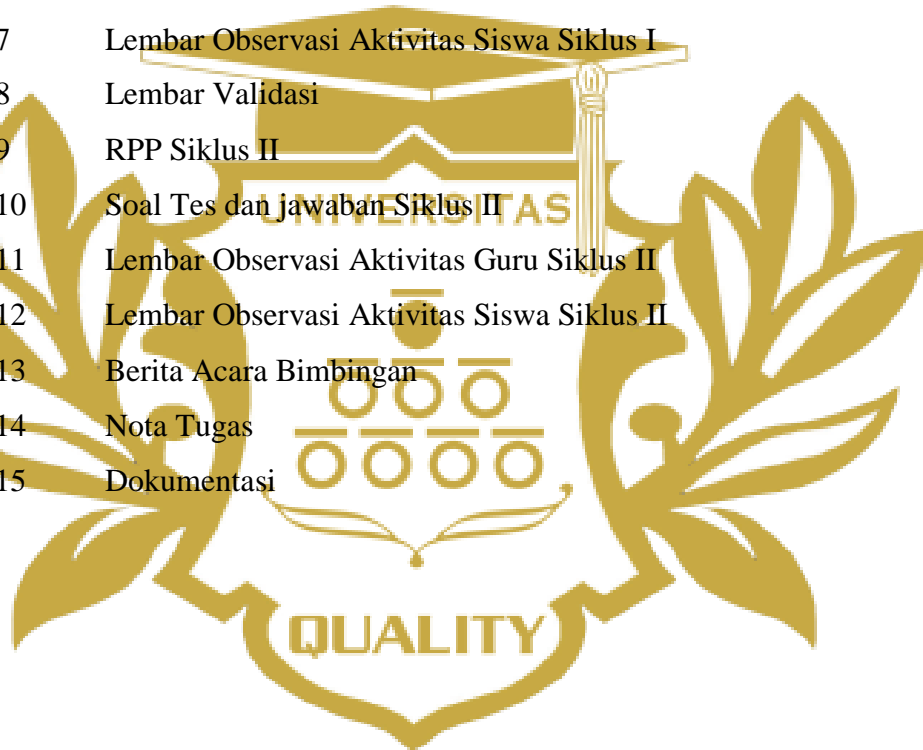 7 Lembar Observasi Aktivitas Siswa Siklus I
8 Lembar Validasi
9 RPP Siklus II
UNIVERSITAS
10 Soal Tes dan jawaban Siklus II
11 Lembar Observasi Aktivitas Guru Siklus II
12 Lembar Observasi Aktivitas Siswa Siklus II
13 Berita Acara Bimbingan
14 Nota Tugas
15 Dokumentasi
QUALITY